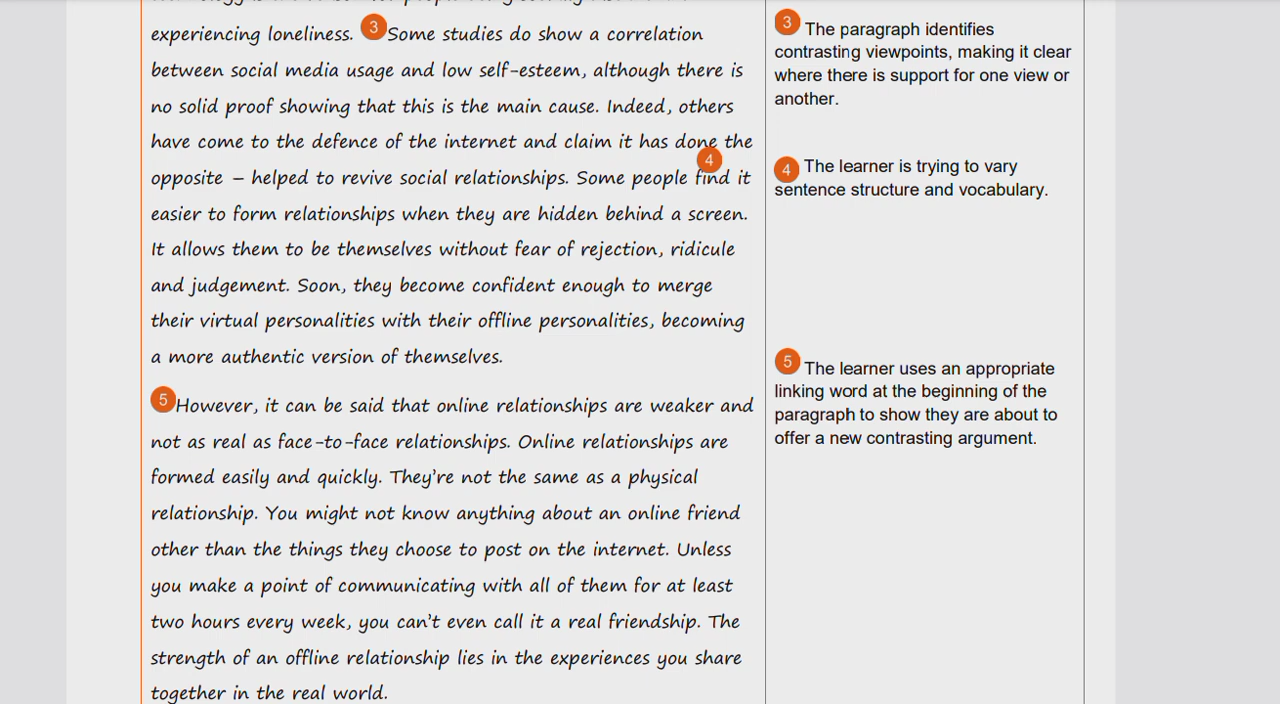 experiencing loneliness. 3 Some studies do show a correlation
between social media usage and low self-esteem, although there is
no solid proof showing that this is the main cause. Indeed, others
have come to the defence of the internet and claim it has done the
4
opposite – helped to revive social relationships. Some people find it
easier to form relationships when they are hidden behind a screen.
It allows them to be themselves without fear of rejection, ridicule
and judgement. Soon, they become confident enough to merge
their virtual personalities with their offline personalities, becoming
a more authentic version of themselves.
5 However, it can be said that online relationships are weaker and
not as real as face-to-face relationships. Online relationships are
formed easily and quickly. They're not the same as a physical
relationship. You might not know anything about an online friend
other than the things they choose to post on the internet. Unless
you make a point of communicating with all of them for at least
two hours every week, you can't even call it a real friendship. The
strength of an offline relationship lies in the experiences you share
together in the real world.
3 The paragraph identifies
contrasting viewpoints, making it clear
where there is support for one view or
another.
4 The learner is trying to vary
sentence structure and vocabulary.
5 The learner uses an appropriate
linking word at the beginning of the
paragraph to show they are about to
offer a new contrasting argument.